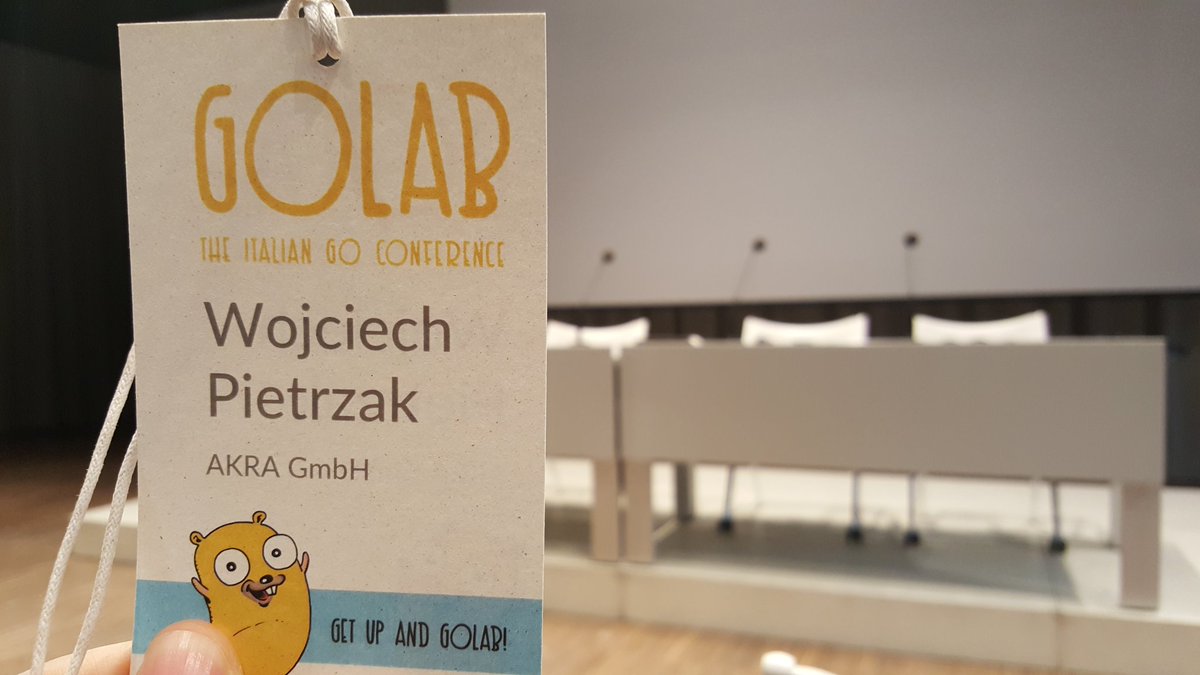 GOLAB
THE ITALIAN GO CONFERENCE
Wojciech
Pietrzak
AKRA GmbH
GET UP AND GOLAB!